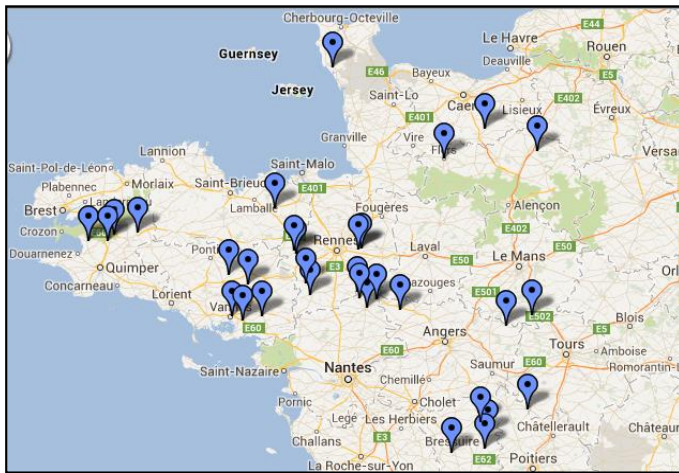 Cherbourg-Octeville
E44
Le Havre
Rouen
Deauville
E5
Guernsey
E46
Bayeux
Jersey
Saint-Lo
Caen
Lisieux
E402
Évreux
E401
Granville
Vire
Flers
Versa
Lannion
Saint-Pol-de-Léon
Saint-Malo
Plabennec
Morlaix
Saint-Brieuc
E401
Alençon
Brest
Lamballe
Fougères
Crozon
E402
Rennes
Laval
E50
Douarnenez
Quimper
E50
Le Mans
E3
Concarneau
Orl
Lorient
E501
E502
Vannes
E60
Angers
Blois
E5
Tours
Amboise
Saint-Nazaire
Nantes
Saumur
E60
Romorantin-L
Chemillé
Pornic
Cholet
Legé
Les Herbiers
Challans
E3
Bressuire
Châtellerault
Château
La Roche-sur-Yon
E62
Poitiers